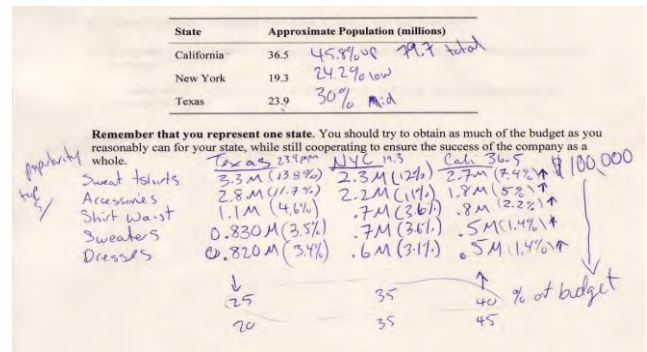 State Approximate Population (millions)
California 36.5 45.8% up 79.7 total
New York 19.3 24.2% low
Texas 23.9 30% mid
Remember that you represent one state. You should try to obtain as much of the budget as you
reasonably can for your state, while still cooperating to ensure the success of the company as a
whole.
popularity top 5
Texas 23.9 NYC 19.3 Cali 36.5 $100,000
Sweat tshirts 3.3M (13.8%) 2.3M (12%) 2.7M (7.4%)↑
Accessories 2.8M (11.7%) 2.2M (11%) 1.8M (5%)↑
Shirt Waist 1.1M (4.6%) .7M (3.6%) .8M (2.2%)↑
Sweaters 0.830M (3.5%) .7M (3.6%) .5M (1.4%)↑
Dresses 0.820M (3.4%) .6M (3.1%) .5M (1.4%)↑
↓ ↑
25 35 40 % of budget
20 35 45